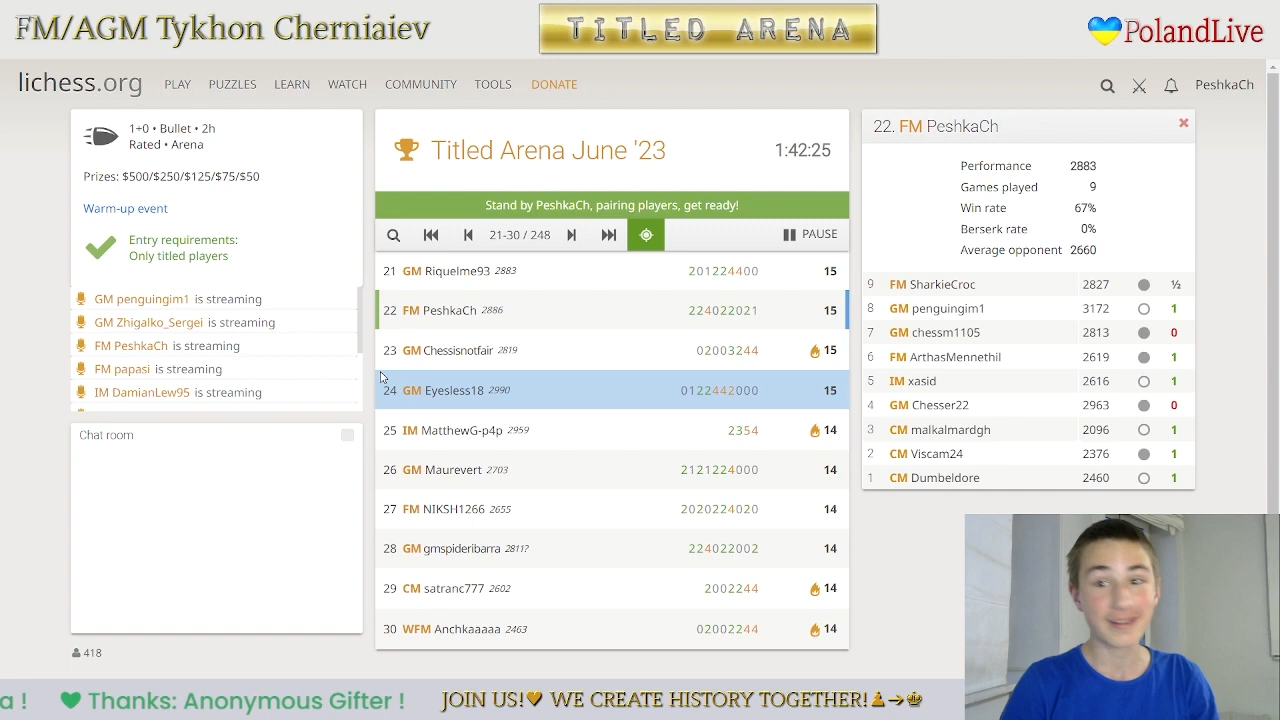 FM/AGM Tykhon Cherniaiev
TITLED ARENA
PolandLive
lichess.org PLAY PUZZLES LEARN WATCH COMMUNITY TOOLS DONATE
PeshkaCh
1+0 • Bullet • 2h
Rated • Arena
Prizes: $500/$250/$125/$75/$50
Warm-up event
Entry requirements:
Only titled players
GM penguingim1 is streaming
GM Zhigalko_Sergei is streaming
FM PeshkaCh is streaming
FM papasi is streaming
IM DamianLew95 is streaming
Chat room
418
Titled Arena June '23 1:42:25
Stand by PeshkaCh, pairing players, get ready!
21-30 / 248 PAUSE
21 GM Riquelme93 2883 201224400 15
22 FM PeshkaCh 2886 224022021 15
23 GM Chessisnotfair 2819 02003244 15
24 GM Eyesless18 2990 0122442000 15
25 IM MatthewG-p4p 2959 2354 14
26 GM Maurevert 2703 2121224000 14
27 FM NIKSH1266 2655 2020224020 14
28 GM gmspideribarra 2811? 224022002 14
29 CM satranc777 2602 2002244 14
30 WFM Anchkaaaaa 2463 02002244 14
22. FM PeshkaCh
Performance 2883
Games played 9
Win rate 67%
Berserk rate 0%
Average opponent 2660
9 FM SharkieCroc 2827 ½
8 GM penguingim1 3172 1
7 GM chessm1105 2813 0
6 FM ArthasMennethil 2619 1
5 IM xasid 2616 1
4 GM Chesser22 2963 0
3 CM malkalmardgh 2096 1
2 CM Viscam24 2376 1
1 CM Dumbeldore 2460 1
a ! Thanks: Anonymous Gifter ! JOIN US! WE CREATE HISTORY TOGETHER!